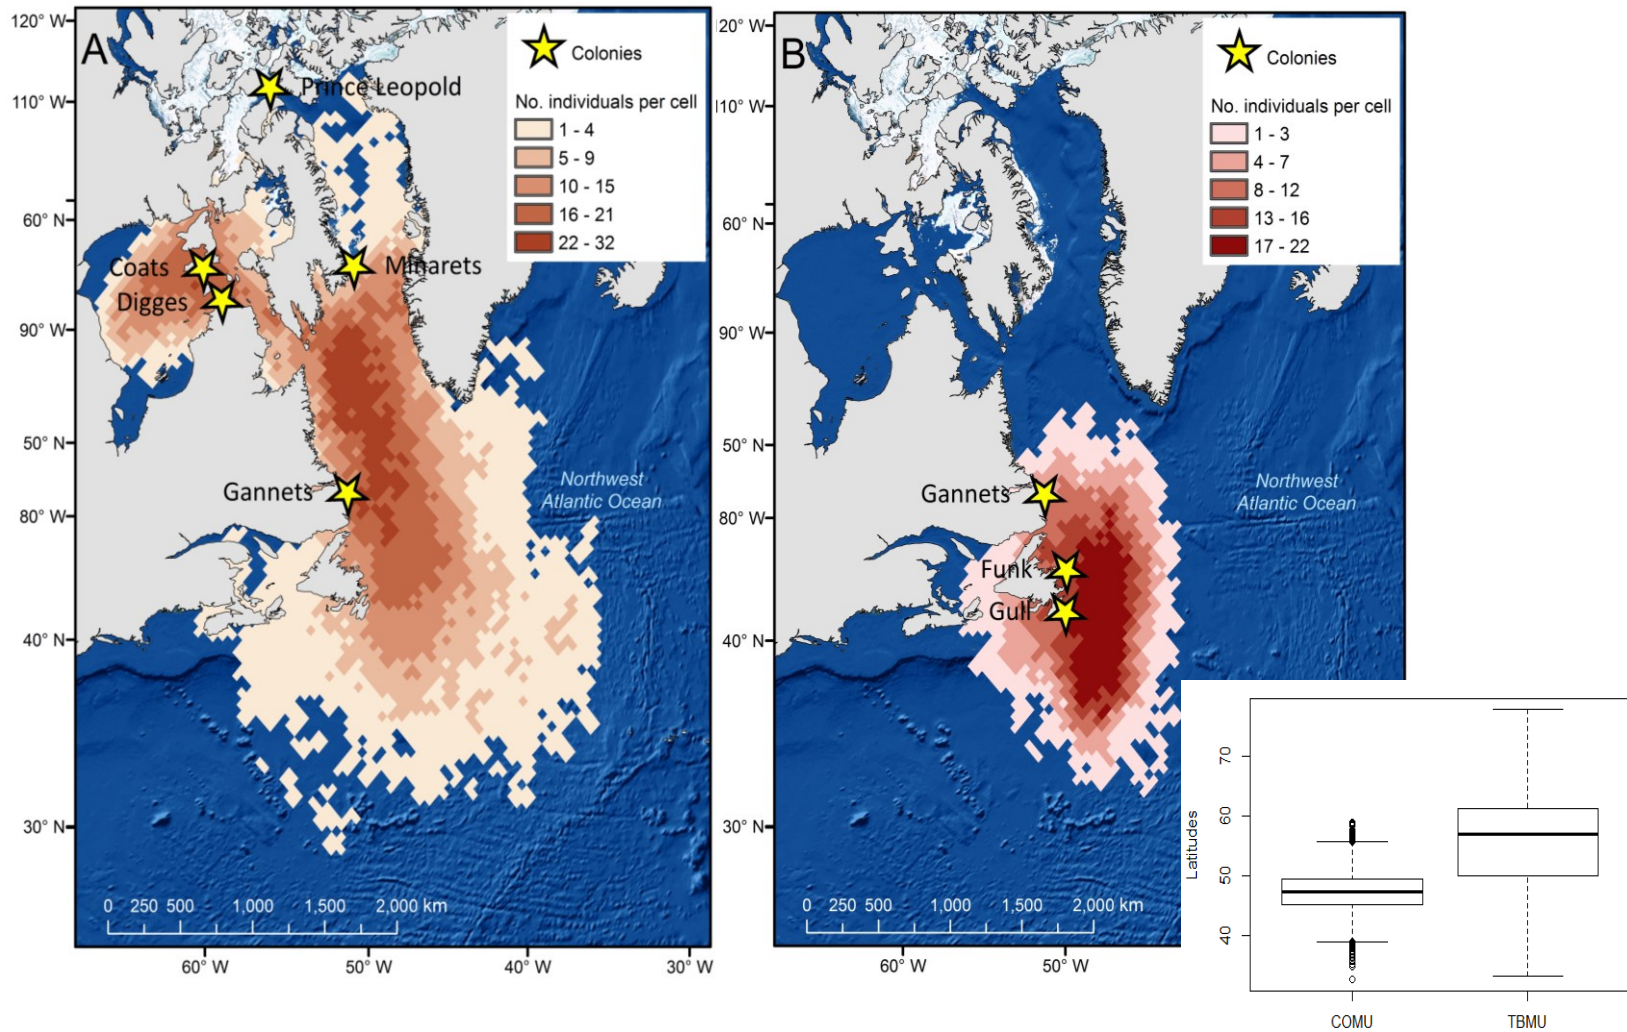 A
Colonies
No. individuals per cell
1 - 4
5 - 9
10 - 15
16 - 21
22 - 32
Prince Leopold
Coats
Minarets
Digges
Gannets
Northwest
Atlantic Ocean
120° W
110° W
60° N
90° W
50° N
80° W
40° N
30° N
0 250 500 1,000 1,500 2,000 km
60° W 50° W 40° W 30° W
B
Colonies
No. individuals per cell
1 - 3
4 - 7
8 - 12
13 - 16
17 - 22
Gannets
Funk
Gull
Northwest
Atlantic Ocean
120° W
110° W
60° N
90° W
50° N
80° W
40° N
30° N
0 250 500 1,000 1,500 2,000 km
60° W 50° W
Latitudes
70
60
50
40
COMU TBMU